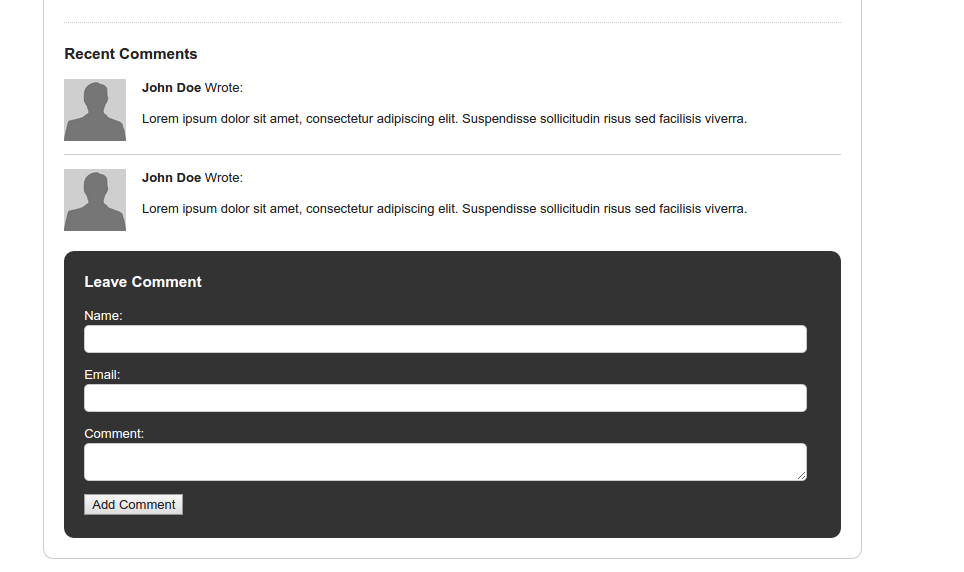 Recent Comments
John Doe Wrote:
Lorem ipsum dolor sit amet, consectetur adipiscing elit. Suspendisse sollicitudin risus sed facilisis viverra.
John Doe Wrote:
Lorem ipsum dolor sit amet, consectetur adipiscing elit. Suspendisse sollicitudin risus sed facilisis viverra.
Leave Comment
Name:
Email:
Comment:
Add Comment